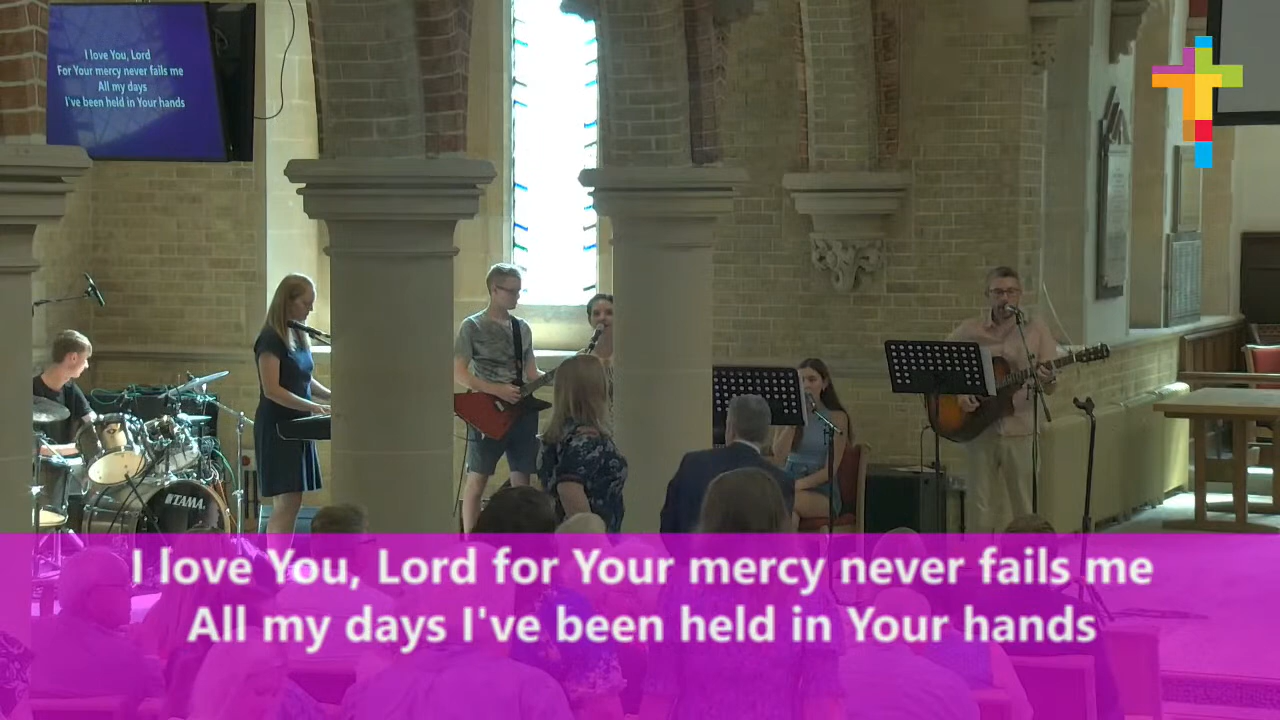 I love You, Lord
For Your mercy never fails me
All my days
I've been held in Your hands
TAMA
I love You, Lord for Your mercy never fails me
All my days I've been held in Your hands